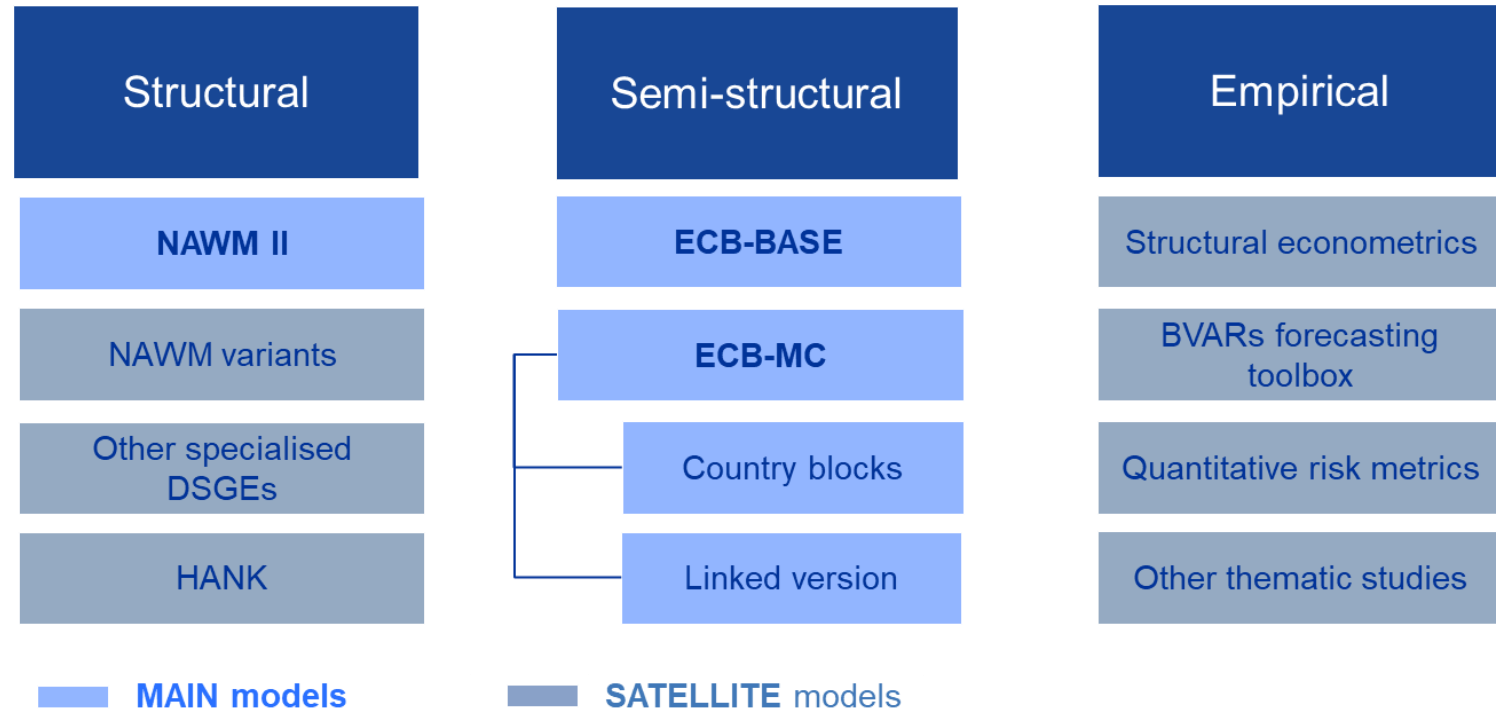 Structural
NAWM II
NAWM variants
Other specialised
DSGEs
HANK
Semi-structural
ECB-BASE
ECB-MC
Country blocks
Linked version
Empirical
Structural econometrics
BVARs forecasting
toolbox
Quantitative risk metrics
Other thematic studies
MAIN models
SATELLITE models